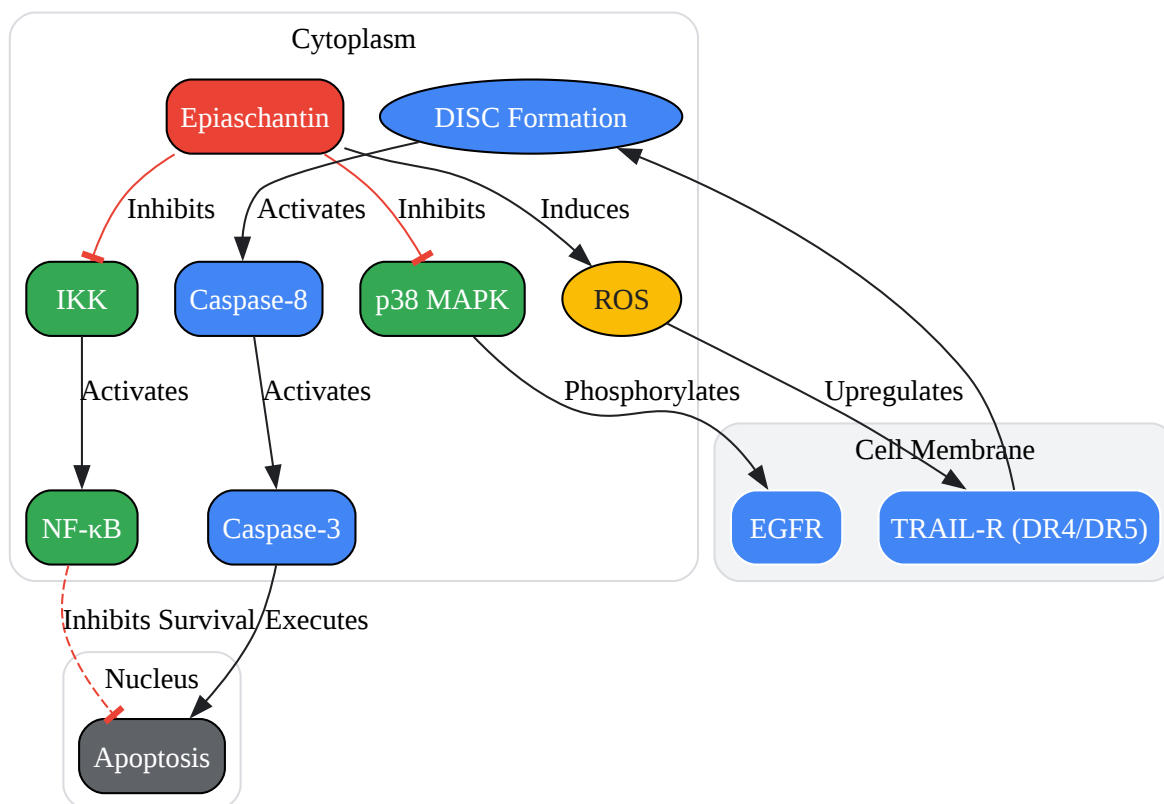 Cytoplasm
Epiaschantin
DISC Formation
Inhibits
Activates
Inhibits
Induces
IKK
Caspase-8
p38 MAPK
ROS
Activates
Activates
Phosphorylates
Upregulates
Cell Membrane
NF-κB
Caspase-3
EGFR
TRAIL-R (DR4/DR5)
Inhibits Survival
Executes
Nucleus
Apoptosis